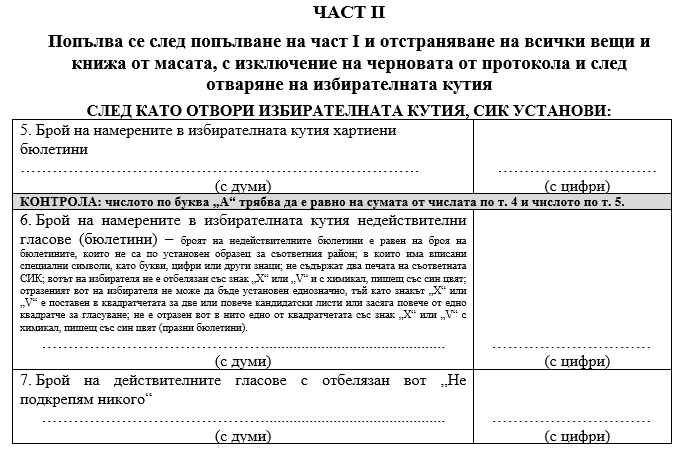 ЧАСТ II
Попълва се след попълване на част I и отстраняване на всички вещи и
книжа от масата, с изключение на черновата от протокола и след
отваряне на избирателната кутия
СЛЕД КАТО ОТВОРИ ИЗБИРАТЕЛНАТА КУТИЯ, СИК УСТАНОВИ:
5. Брой на намерените в избирателната кутия хартиени
бюлетини
(с думи)
(с цифри)
КОНТРОЛА: числото по буква „А“ трябва да е равно на сумата от числата по т. 4 и числото по т. 5.
6. Брой на намерените в избирателната кутия недействителни
гласове (бюлетини) – броят на недействителните бюлетини е равен на броя на
бюлетините, които не са по установен образец за съответния район; в които има вписани
специални символи, като букви, цифри или други знаци; не съдържат два печата на съответната
СИК; вотът на избирателя не е отбелязан със знак „X“ или „V“ и с химикал, пишещ със син цвят;
отразеният вот на избирателя не може да бъде установен еднозначно, тъй като знакът „X“ или
„V“ е поставен в квадратчетата за две или повече кандидатски листи или засяга повече от едно
квадратче за гласуване; не е отразен вот в нито едно от квадратчетата със знак „X“ или „V“ с
химикал, пишещ със син цвят (празни бюлетини).
(с думи)
(с цифри)
7. Брой на действителните гласове с отбелязан вот „Не
подкрепям никого“
(с думи)
(с цифри)